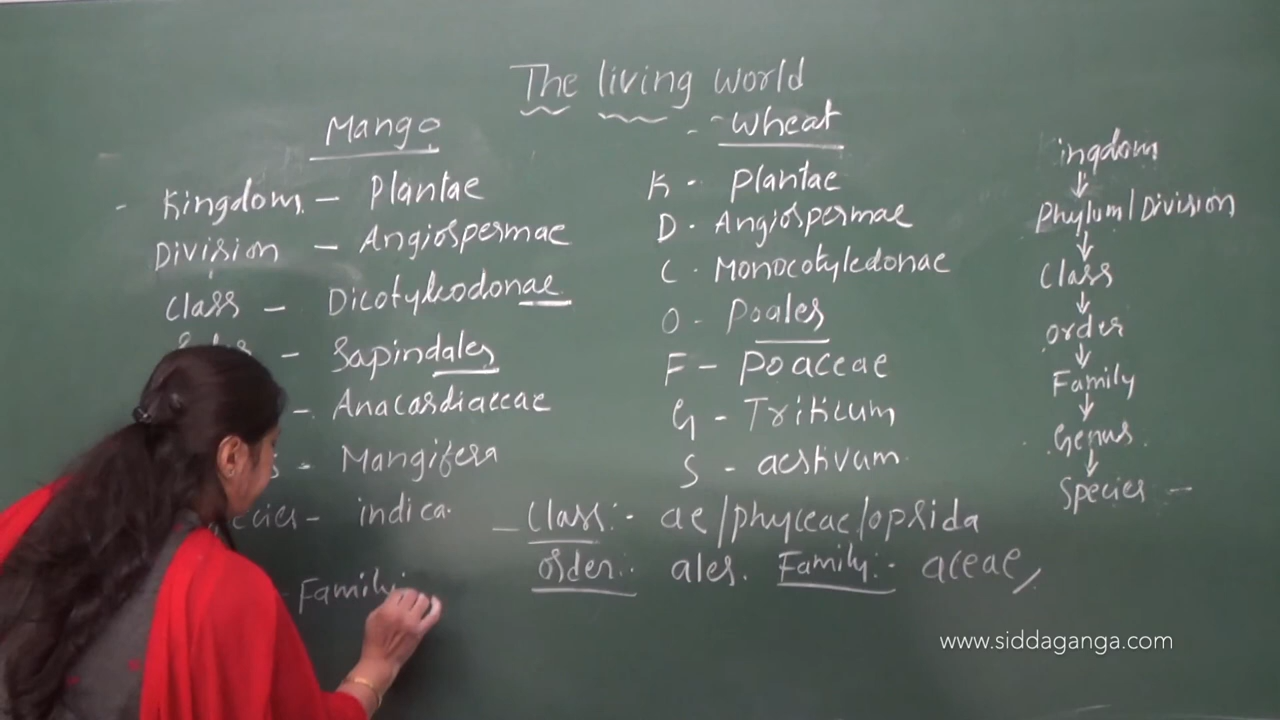 The living world
Mango
Kingdom - Plantae
Division - Angiospermae
Class - Dicotyleodonae
- Sapindales
- Anacardiaceae
- Mangifera
- indica.
- Family:
- Wheat
K - Plantae
D - Angiospermae
C - Monocotyledonae
O - Poales
F - Poaceae
G - Triticum
S - aestivum
- Class:- ae/phyceae/opsida
order:- ales. Family:- aceae,
ingdom
↓
Phylum/Division
↓
Class
↓
order
↓
Family
↓
Genus
↓
Species -
www.siddaganga.com